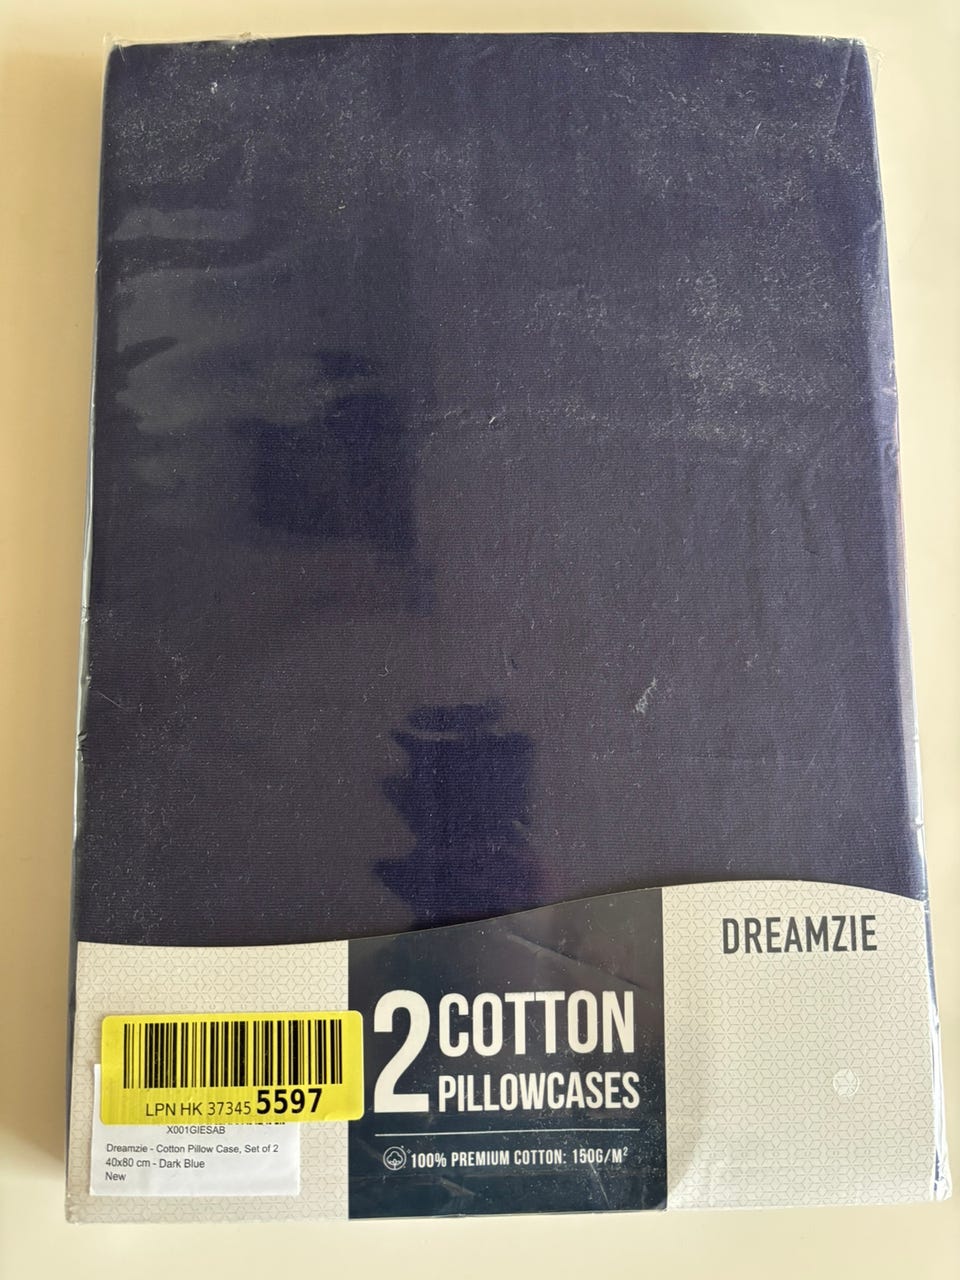 DREAMZIE
2 COTTON
PILLOWCASES
100% PREMIUM COTTON: 150G/M²
LPN HK 37345 5597
X001GIESAB
Dreamzie - Cotton Pillow Case, Set of 2
40x80 cm - Dark Blue
New